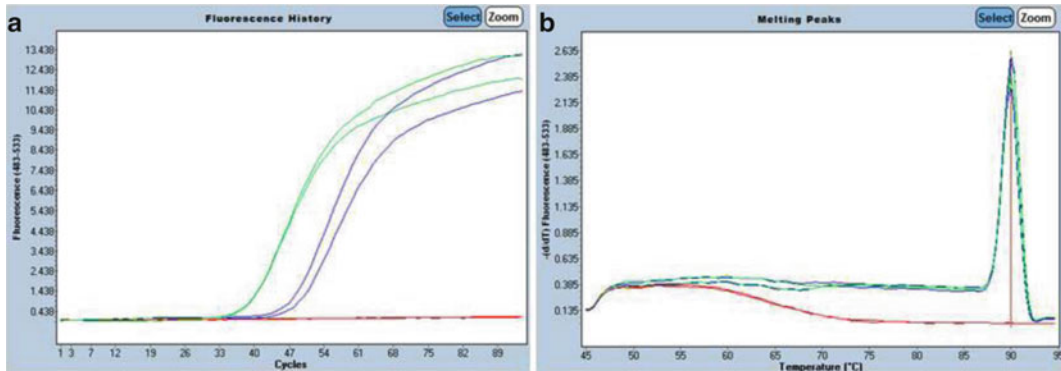 a
Fluorescence History
Select Zoom
13.438
12.438
11.438
10.438
9.438
8.438
7.438
6.438
5.438
4.438
3.438
2.438
1.438
0.438
Fluorescence (483-533)
1 3 7 12 19 26 33 40 47 54 61 68 75 82 89
Cycles
b
Melting Peaks
Select Zoom
2.635
2.385
2.135
1.885
1.635
1.385
1.135
0.885
0.635
0.385
0.135
-(d/dT) Fluorescence (483-533)
45 50 55 60 65 70 75 80 85 90 95
Temperature (°C)